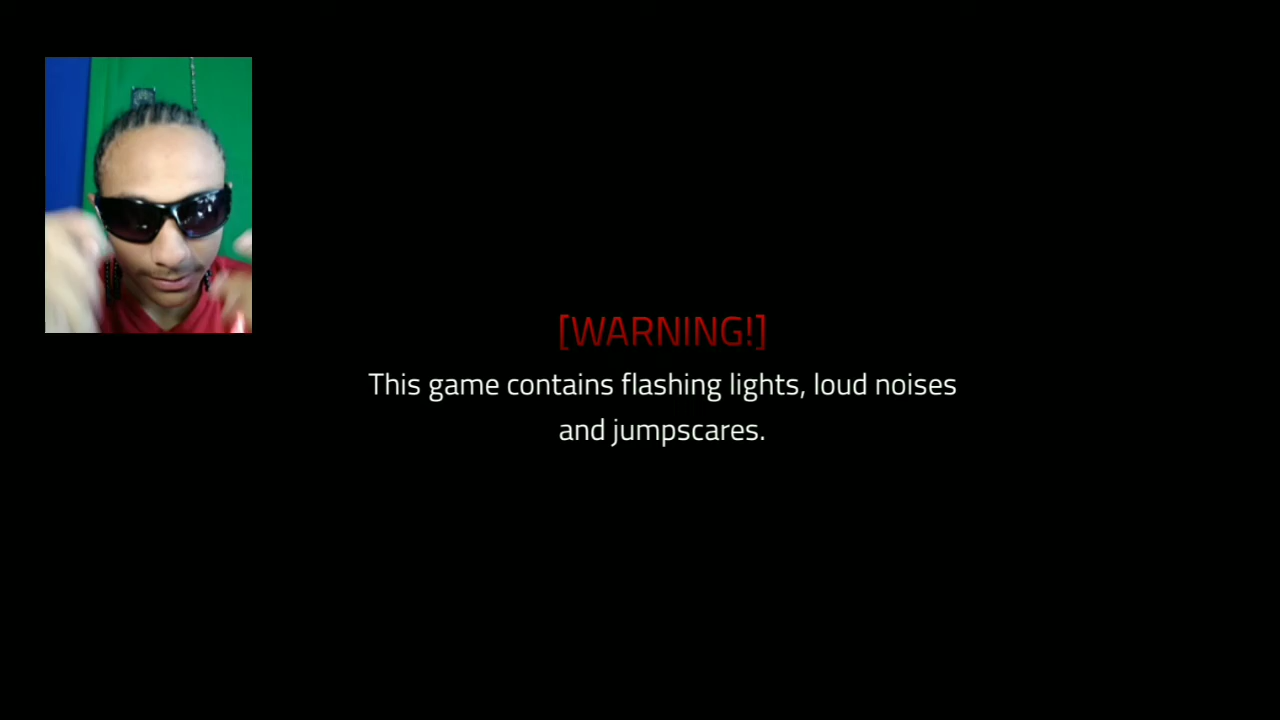 [WARNING!]
This game contains flashing lights, loud noises
and jumpscares.